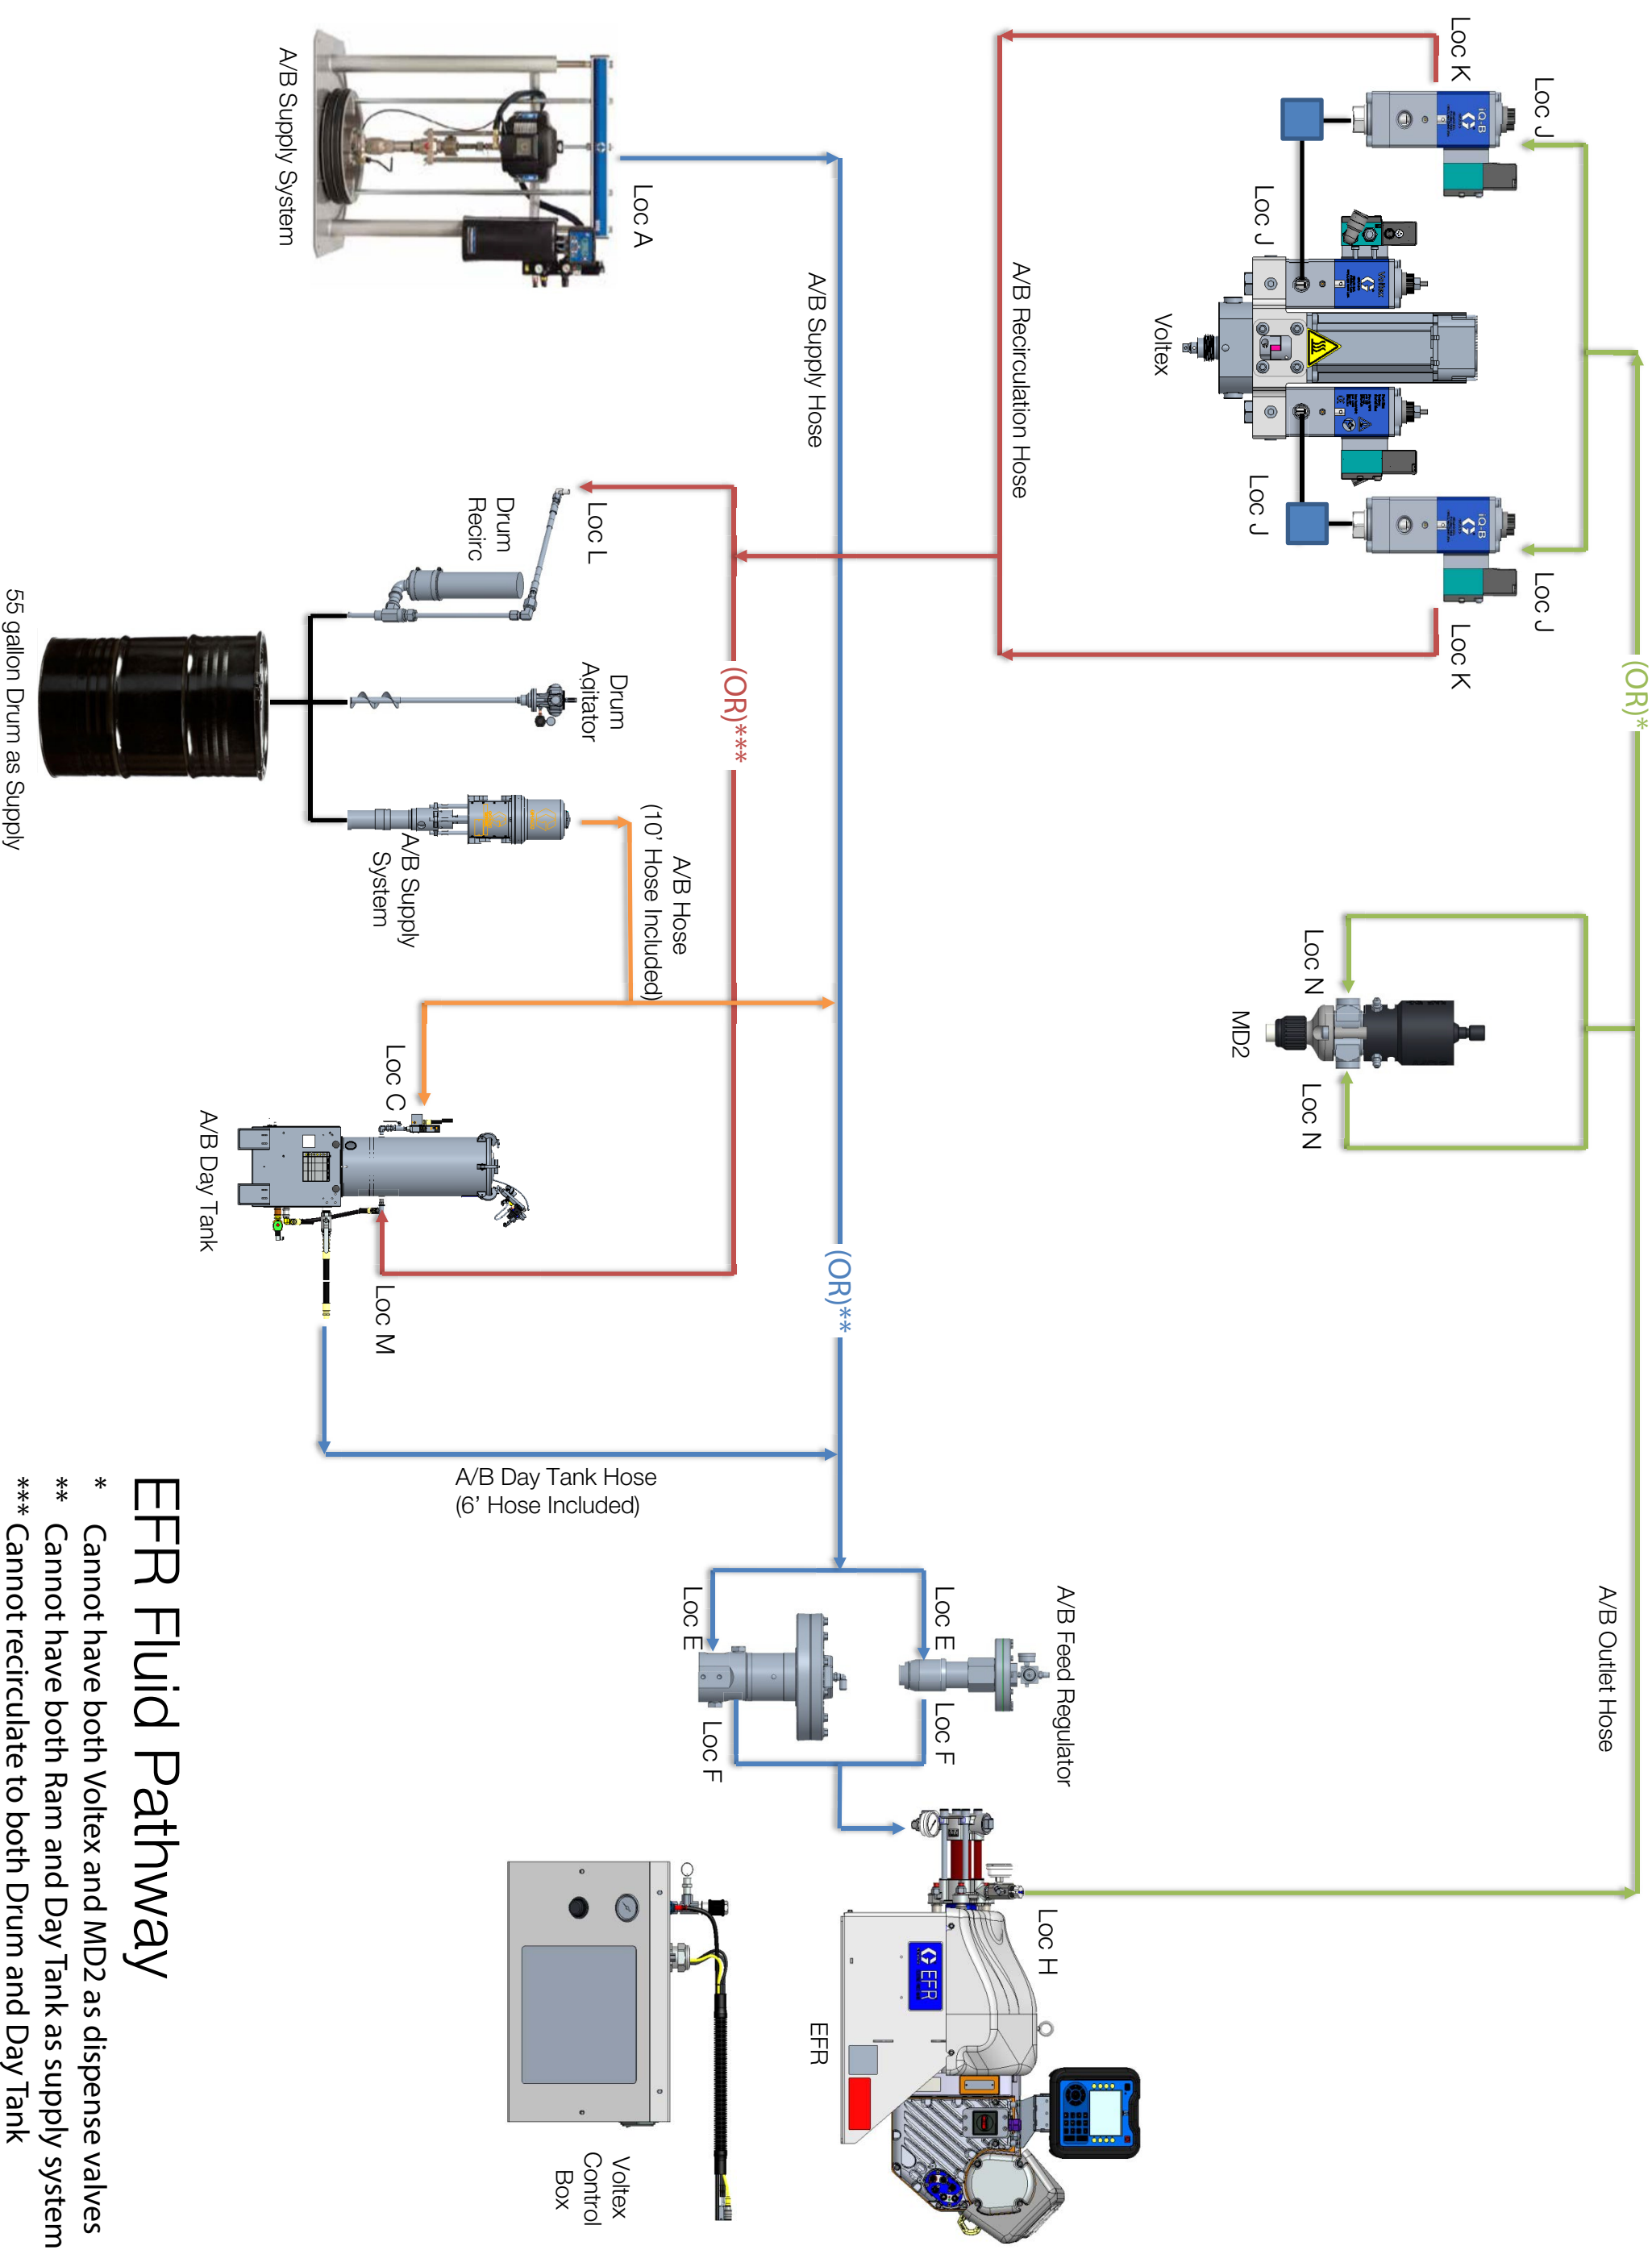 Loc K
Loc J
A/B Supply System
Loc A
iQ-B
Loc J
A/B Supply Hose
A/B Recirculation Hose
Voltex
Loc J
iQ-B
Loc J
Loc K
(OR)*
Loc L
Drum
Recirc
55 gallon Drum as Supply
Drum
Agitator
(OR)***
A/B Supply
System
A/B Hose
(10' Hose Included)
Loc N
MD2
Loc N
Loc C
A/B Day Tank
Loc M
(OR)**
A/B Day Tank Hose
(6' Hose Included)
Loc E
Loc E
A/B Feed Regulator
A/B Outlet Hose
Loc F
Loc F
Loc H
EFR
EFR
Voltex
Control
Box
EFR Fluid Pathway
* Cannot have both Voltex and MD2 as dispense valves
** Cannot have both Ram and Day Tank as supply system
*** Cannot recirculate to both Drum and Day Tank